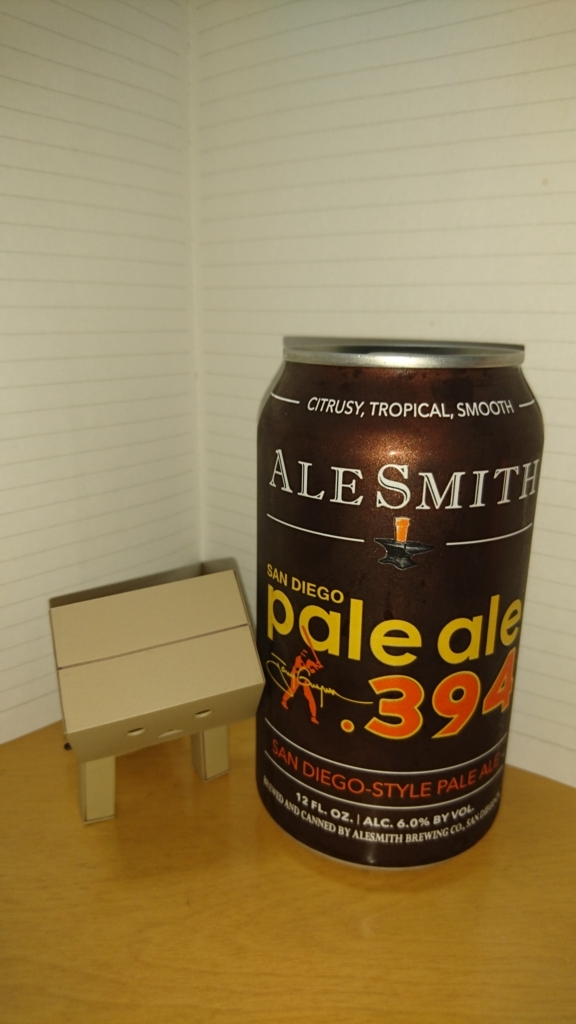 CITRUSY, TROPICAL, SMOOTH
ALESMITH
SAN DIEGO
pale ale
.394
SAN DIEGO-STYLE PALE ALE
12 FL. OZ. | ALC. 6.0% BY VOL.
BREWED AND CANNED BY ALESMITH BREWING CO., SAN DIEGO